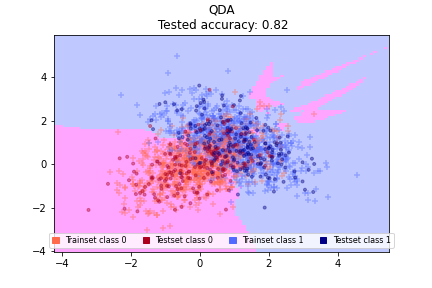 QDA
Tested accuracy: 0.82
4
2
0
−2
−4
−4
−2
0
2
4
Trainset class 0
Testset class 0
Trainset class 1
Testset class 1